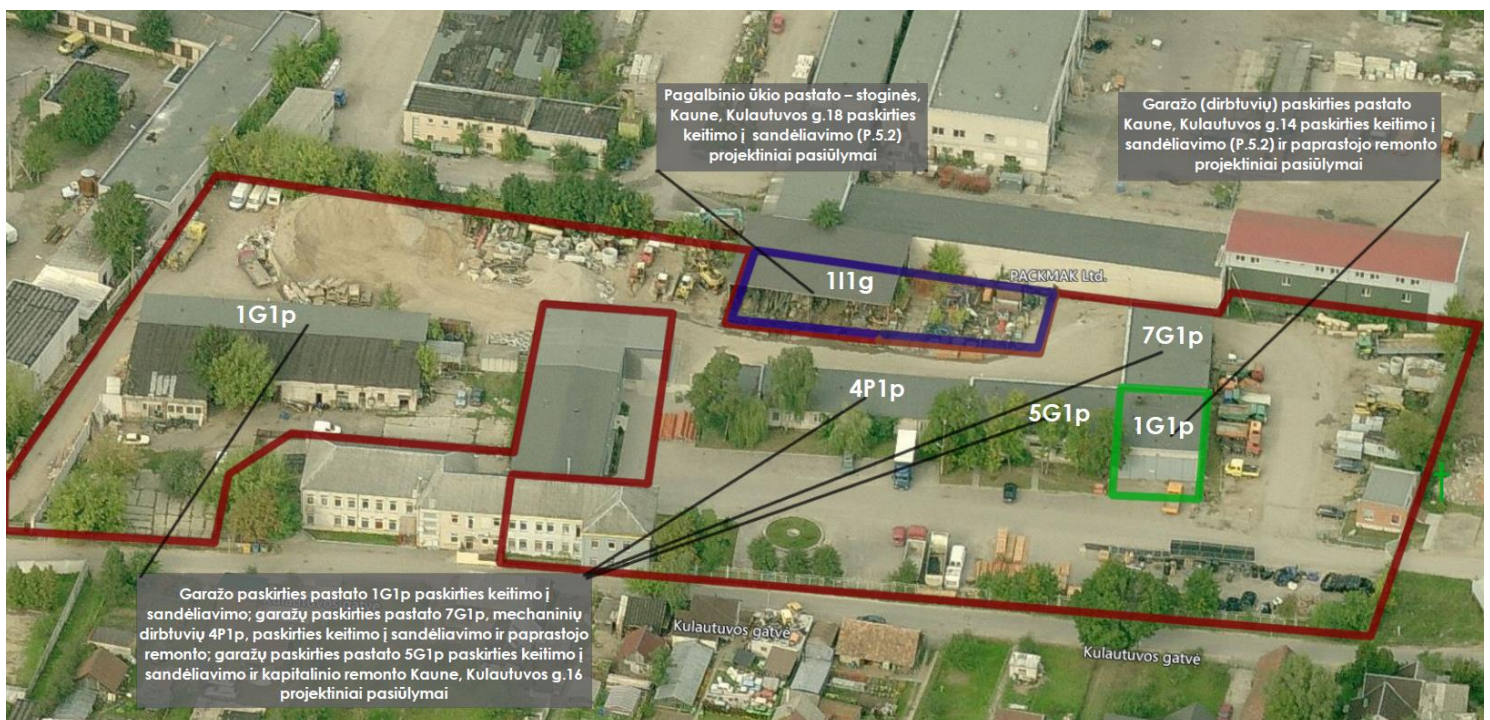 Pagalbinio ūkio pastato – stoginės,
Kaune, Kulautuvos g.18 paskirties
keitimo į sandėliavimo (P.5.2)
projektiniai pasiūlymai
Garažo (dirbtuvių) paskirties pastato
Kaune, Kulautuvos g.14 paskirties keitimo į
sandėliavimo (P.5.2) ir paprastojo remonto
projektiniai pasiūlymai
1I1g
PACKMAK Ltd.
1G1p
7G1p
4P1p
5G1p
1G1p
Garažo paskirties pastato 1G1p paskirties keitimo į
sandėliavimo; garažų paskirties pastato 7G1p, mechaninių
dirbtuvių 4P1p, paskirties keitimo į sandėliavimo ir paprastojo
remonto; garažų paskirties pastato 5G1p paskirties keitimo į
sandėliavimo ir kapitalinio remonto Kaune, Kulautuvos g.16
projektiniai pasiūlymai
Kulautuvos gatvė
Kulautuvos gatvė